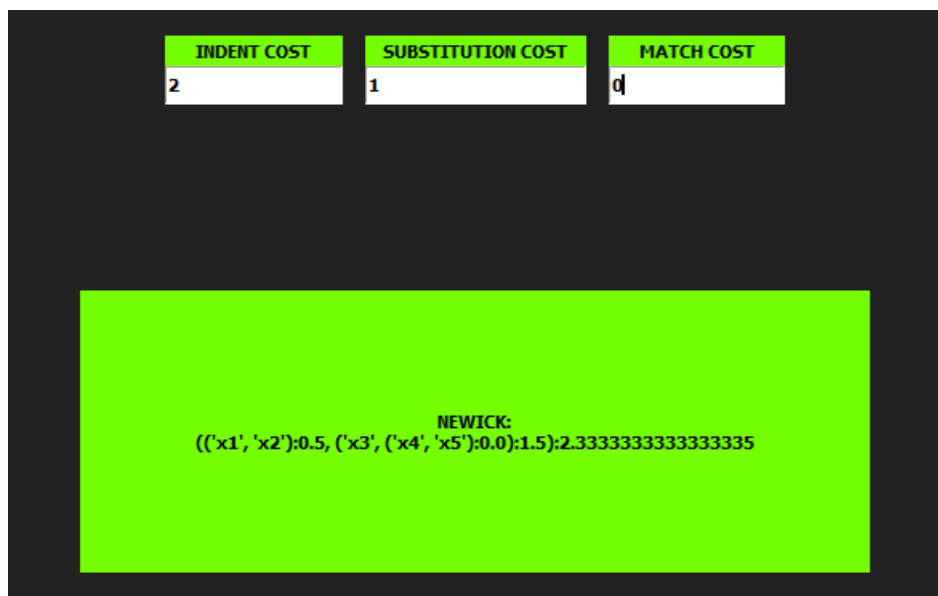 INDENT COST SUBSTITUTION COST MATCH COST
2 1 0
NEWICK:
(('x1', 'x2'):0.5, ('x3', ('x4', 'x5'):0.0):1.5):2.3333333333333335